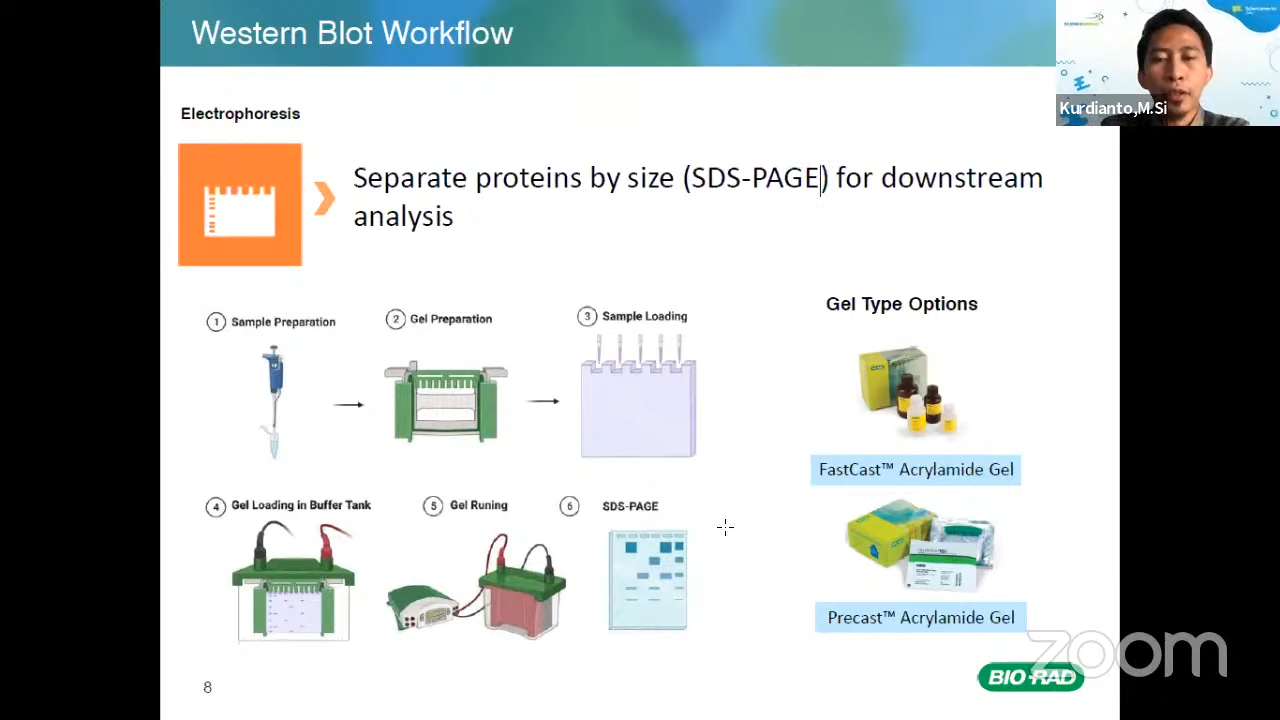 Western Blot Workflow
Kurdianto,M.Si
Electrophoresis
Separate proteins by size (SDS-PAGE) for downstream
analysis
Gel Type Options
1 Sample Preparation
2 Gel Preparation
3 Sample Loading
FastCast™ Acrylamide Gel
4 Gel Loading in Buffer Tank
5 Gel Runing
6 SDS-PAGE
Precast™ Acrylamide Gel
zoom
8
BIO-RAD